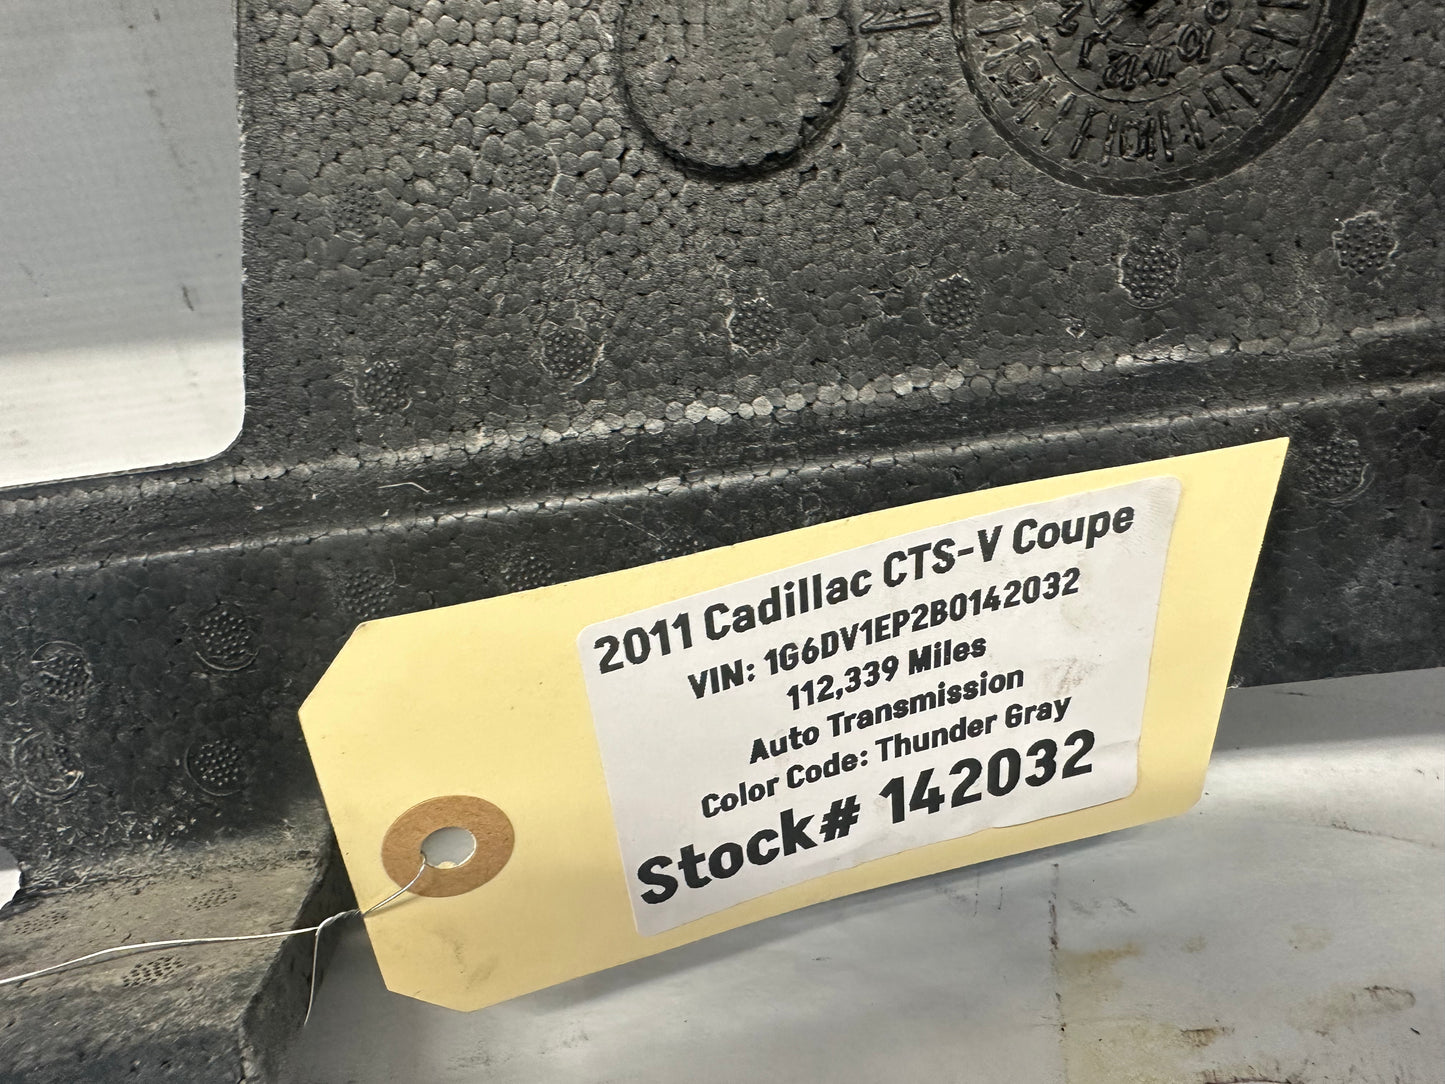 2011 Cadillac CTS-V Coupe
VIN: 1G6DV1EP2B0142032
112,339 Miles
Auto Transmission
Color Code: Thunder Gray
Stock# 142032